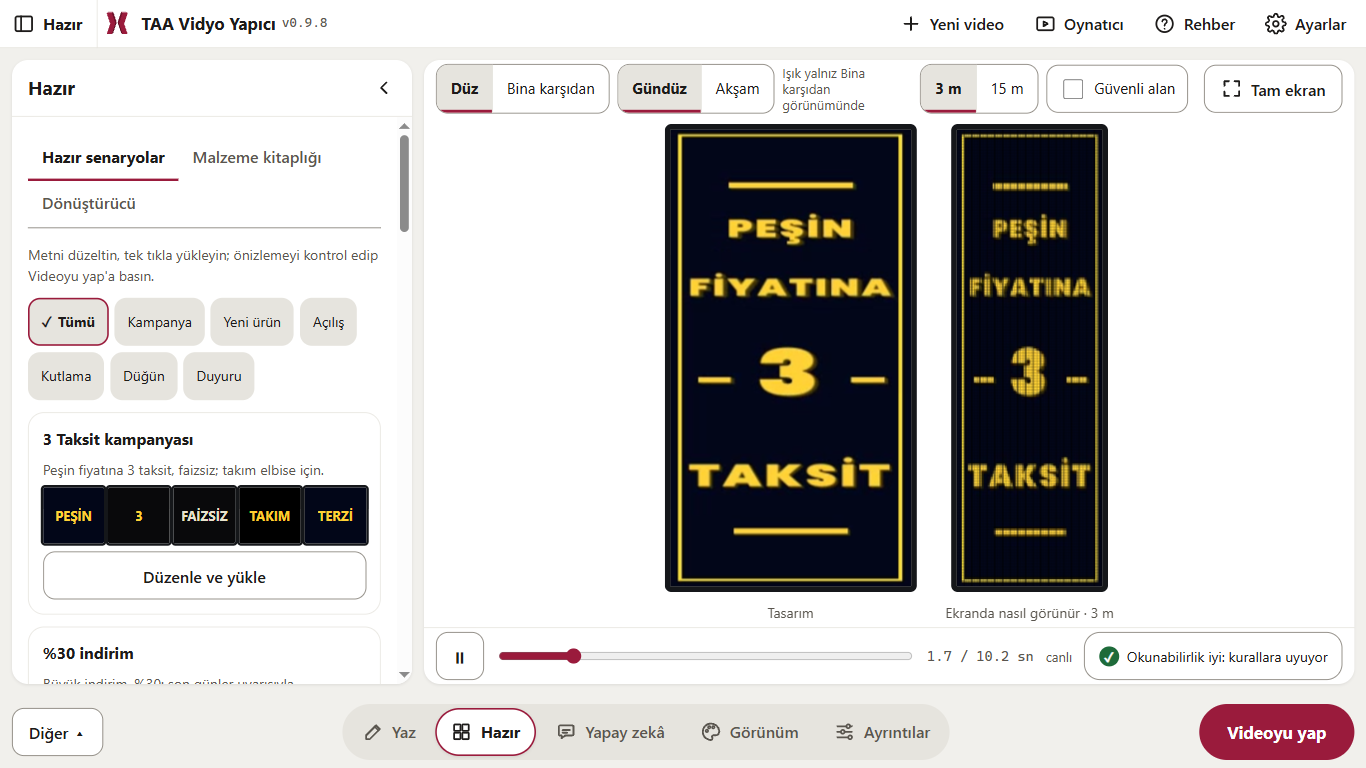 Hazır
TAA Vidyo Yapıcı v0.9.8
Yeni video
Oynatıcı
Rehber
Ayarlar
Hazır
Hazır senaryolar
Malzeme kitaplığı
Dönüştürücü
Metni düzeltin, tek tıkla yükleyin; önizlemeyi kontrol edip
Videoyu yap'a basın.
✓ Tümü
Kampanya
Yeni ürün
Açılış
Kutlama
Düğün
Duyuru
3 Taksit kampanyası
Peşin fiyatına 3 taksit, faizsiz; takım elbise için.
PEŞİN
3
FAİZSİZ
TAKIM
TERZİ
Düzenle ve yükle
%30 indirim
Düz
Bina karşıdan
Gündüz
Akşam
Işık yalnız Bina
karşıdan
görünümünde
3 m
15 m
Güvenli alan
Tam ekran
PEŞİN
FİYATINA
– 3 –
TAKSİT
Tasarım
PEŞİN
FİYATINA
– 3 –
TAKSİT
Ekranda nasıl görünür · 3 m
1.7 / 10.2 sn
canlı
Okunabilirlik iyi: kurallara uyuyor
Diğer
Yaz
Hazır
Yapay zekâ
Görünüm
Ayrıntılar
Videoyu yap